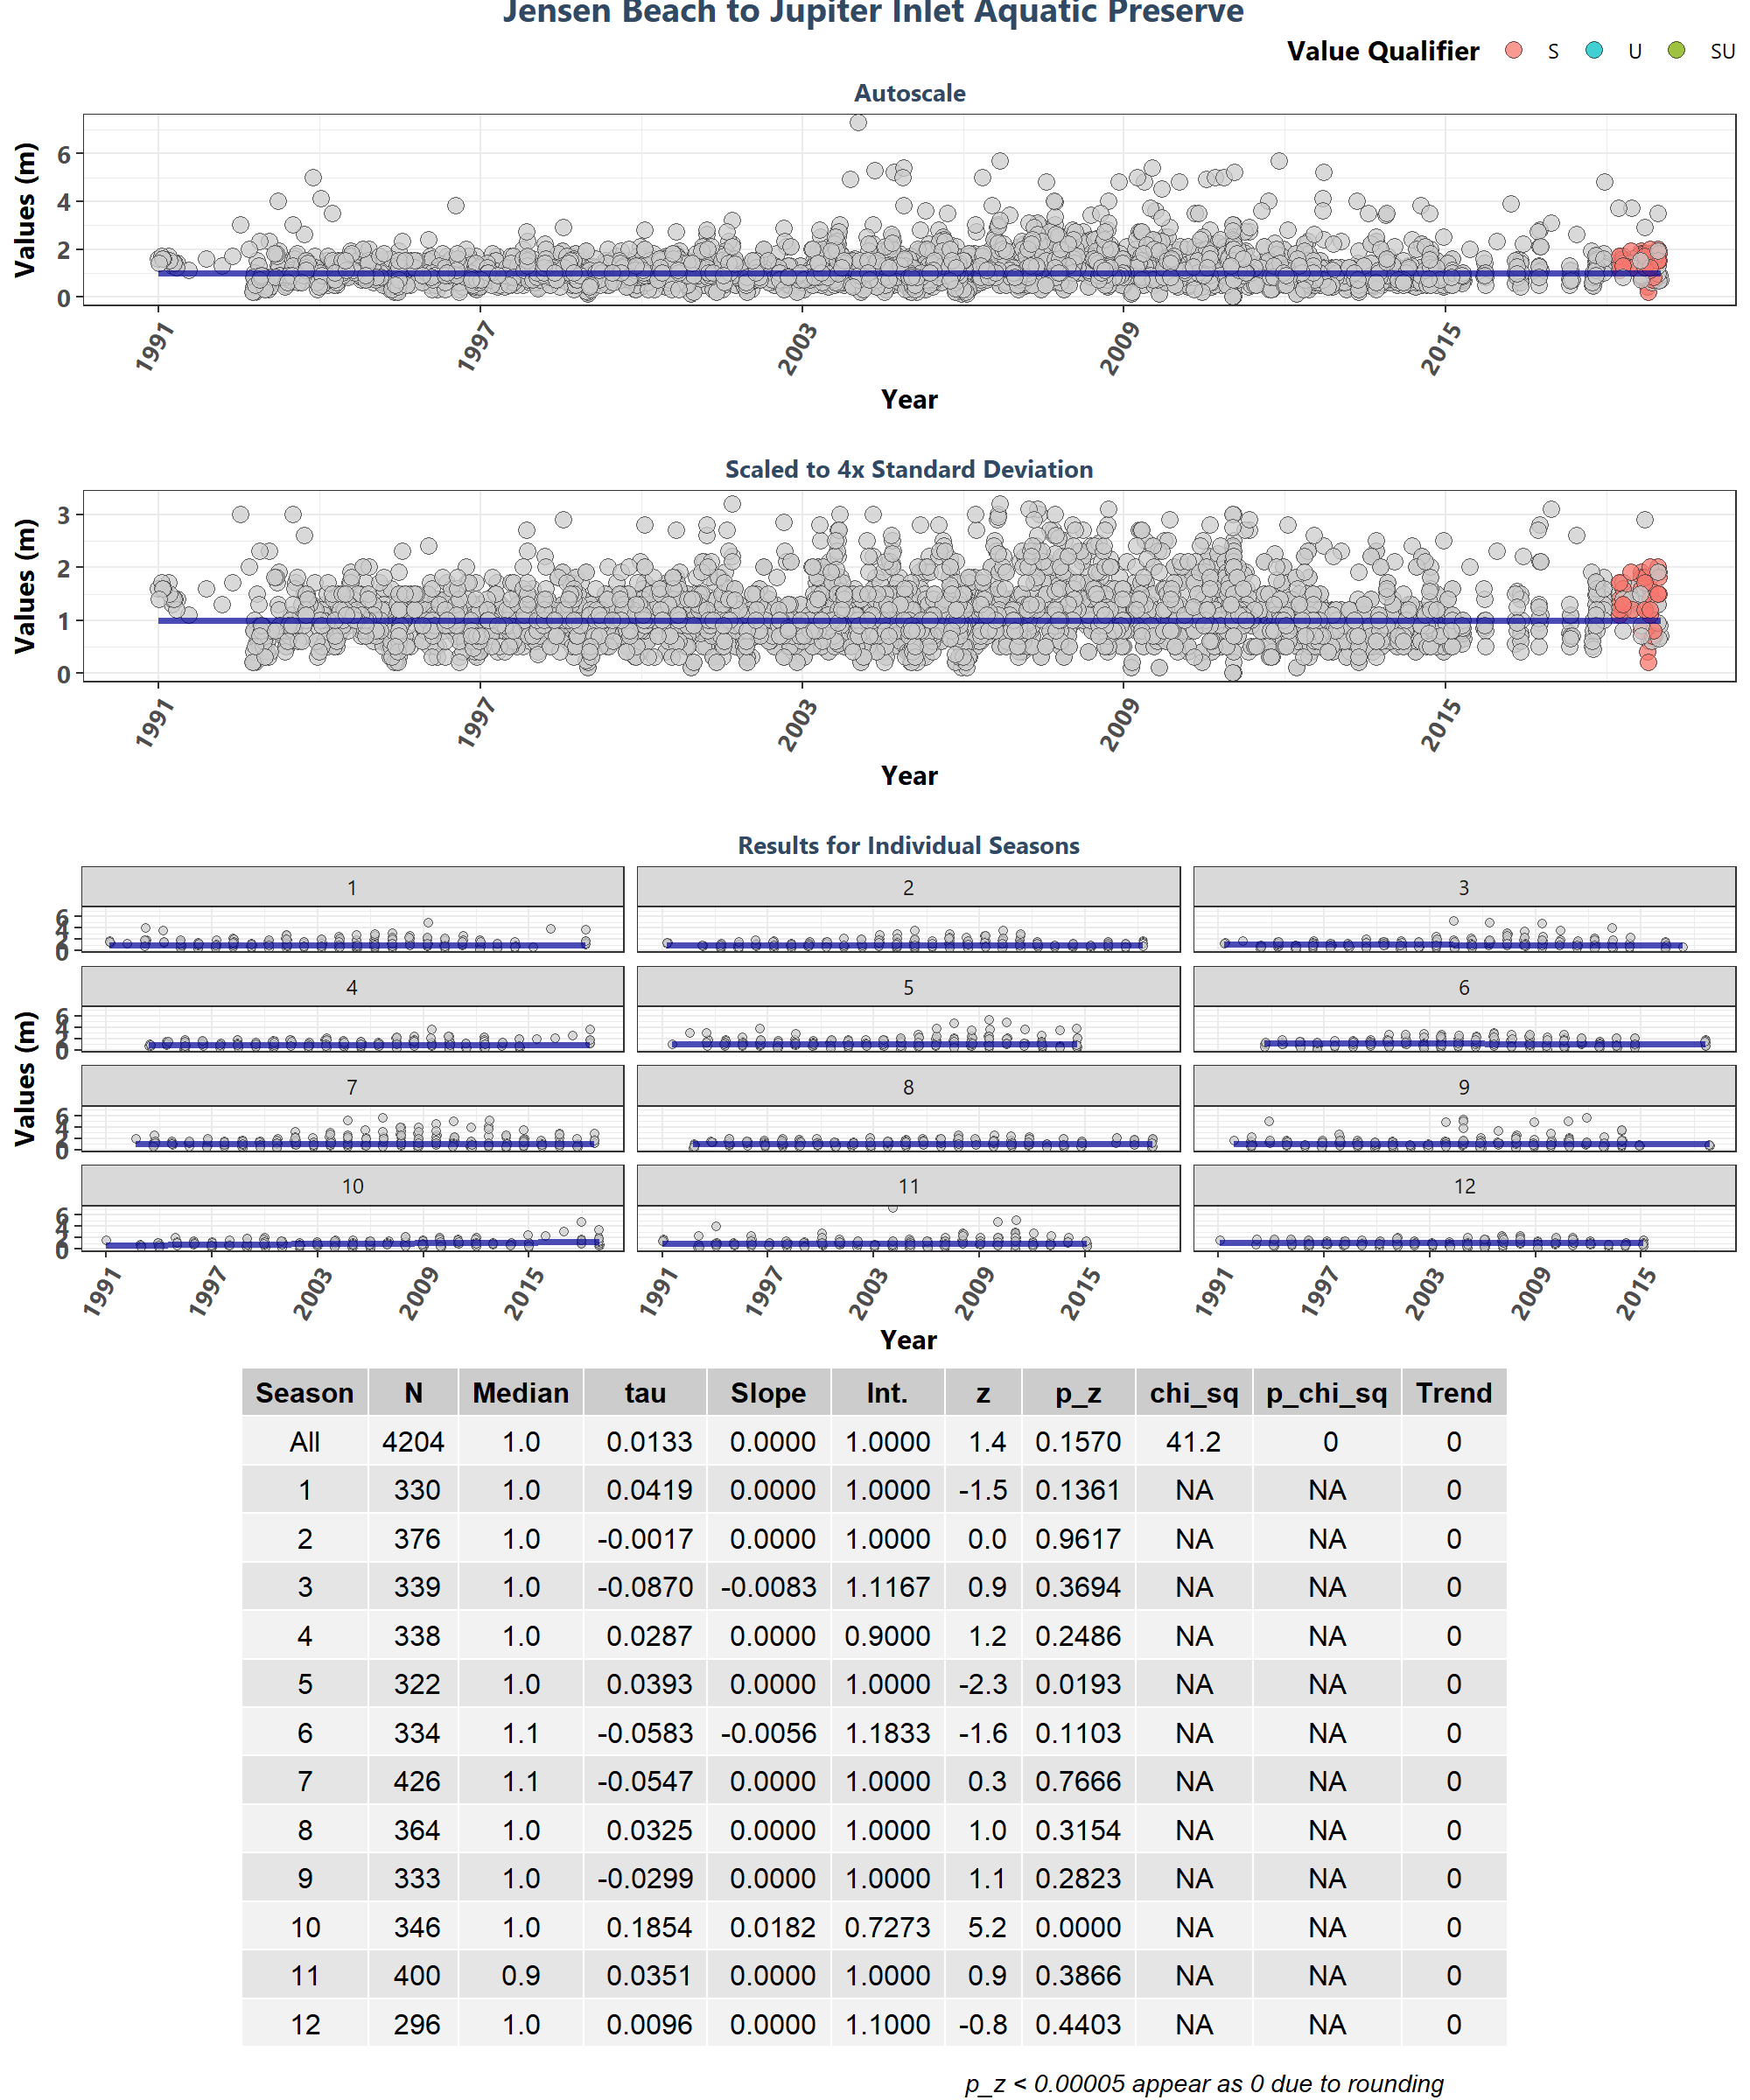 Jensen Beach to Jupiter Inlet Aquatic Preserve
Value Qualifier S U SU
Autoscale
Values (m)
6
4
2
0
1991 1997 2003 2009 2015
Year
Scaled to 4x Standard Deviation
Values (m)
3
2
1
0
1991 1997 2003 2009 2015
Year
Results for Individual Seasons
Values (m)
1 2 3
6
4
2
0
4 5 6
6
4
2
0
7 8 9
6
4
2
0
10 11 12
6
4
2
0
1991 1997 2003 2009 2015 1991 1997 2003 2009 2015 1991 1997 2003 2009 2015
Year
Season N Median tau Slope Int. z p_z chi_sq p_chi_sq Trend
All 4204 1.0 0.0133 0.0000 1.0000 1.4 0.1570 41.2 0 0
1 330 1.0 0.0419 0.0000 1.0000 -1.5 0.1361 NA NA 0
2 376 1.0 -0.0017 0.0000 1.0000 0.0 0.9617 NA NA 0
3 339 1.0 -0.0870 -0.0083 1.1167 0.9 0.3694 NA NA 0
4 338 1.0 0.0287 0.0000 0.9000 1.2 0.2486 NA NA 0
5 322 1.0 0.0393 0.0000 1.0000 -2.3 0.0193 NA NA 0
6 334 1.1 -0.0583 -0.0056 1.1833 -1.6 0.1103 NA NA 0
7 426 1.1 -0.0547 0.0000 1.0000 0.3 0.7666 NA NA 0
8 364 1.0 0.0325 0.0000 1.0000 1.0 0.3154 NA NA 0
9 333 1.0 -0.0299 0.0000 1.0000 1.1 0.2823 NA NA 0
10 346 1.0 0.1854 0.0182 0.7273 5.2 0.0000 NA NA 0
11 400 0.9 0.0351 0.0000 1.0000 0.9 0.3866 NA NA 0
12 296 1.0 0.0096 0.0000 1.1000 -0.8 0.4403 NA NA 0
p_z < 0.00005 appear as 0 due to rounding